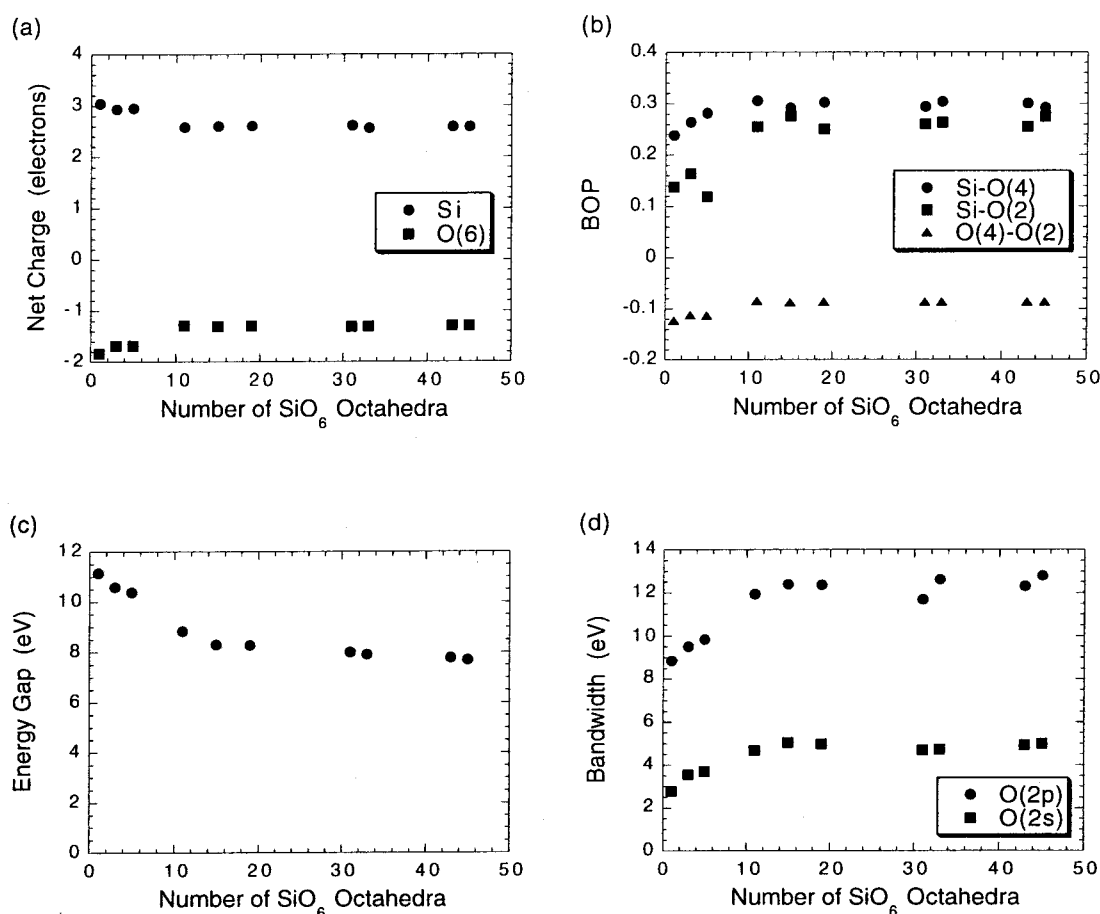 (a)
4
3
2
1
0
-1
-2
Net Charge (electrons)
Si
O(6)
0 10 20 30 40 50
Number of SiO₆ Octahedra
(b)
0.4
0.3
0.2
0.1
0
-0.1
-0.2
BOP
Si-O(4)
Si-O(2)
O(4)-O(2)
0 10 20 30 40 50
Number of SiO₆ Octahedra
(c)
12
10
8
6
4
2
0
Energy Gap (eV)
0 10 20 30 40 50
Number of SiO₆ Octahedra
(d)
14
12
10
8
6
4
2
0
Bandwidth (eV)
O(2p)
O(2s)
0 10 20 30 40 50
Number of SiO₆ Octahedra